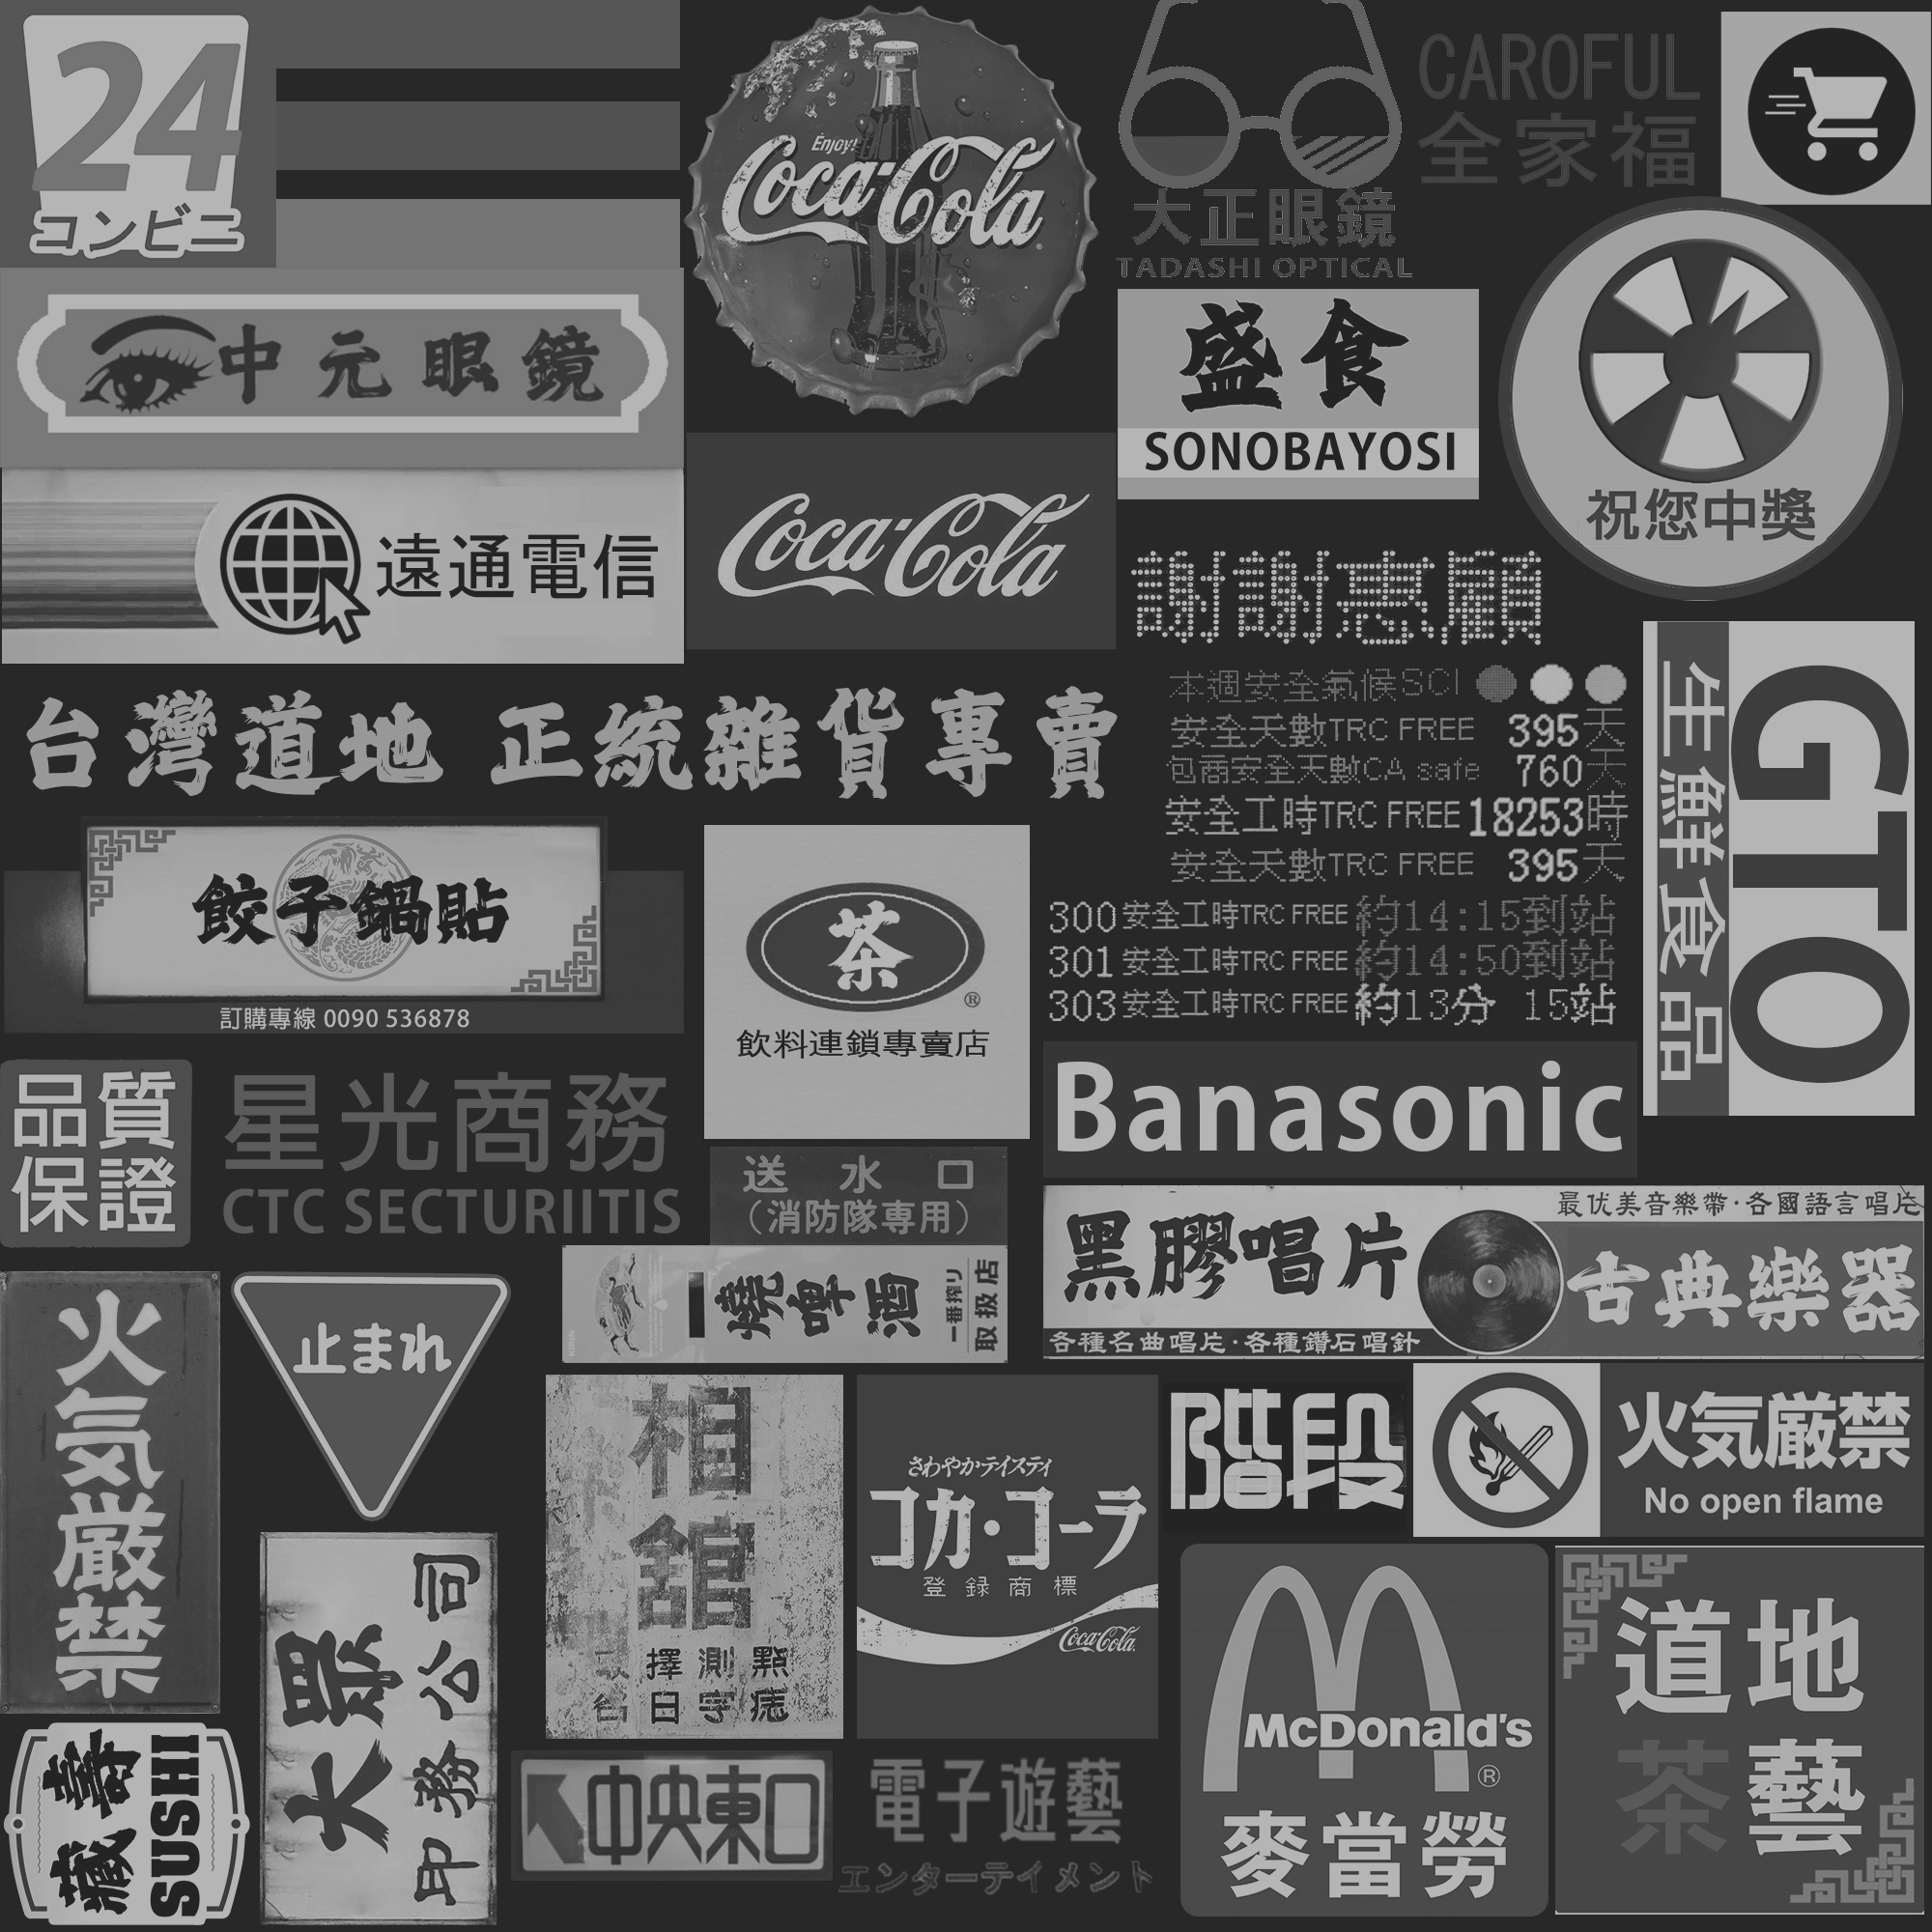 24
コンビニ
Enjoy!
Coca-Cola
大正眼鏡
TADASHI OPTICAL
CAROFUL
全家福
中元眼鏡
盛食
SONOBAYOSI
祝您中獎
遠通電信
Coca-Cola
謝謝惠顧
台灣道地 正統雜貨專賣
本週安全氣候SCI
安全天數TRC FREE 395天
包商安全天數CA safe 760天
安全工時TRC FREE 18253時
安全天數TRC FREE 395天
300安全工時TRC FREE 約14:15到站
301安全工時TRC FREE 約14:50到站
303安全工時TRC FREE 約13分 15站
GTO
生鮮食品
餃子鍋貼
訂購專線 0090 536878
茶
®
飲料連鎖專賣店
Banasonic
品質
保證
星光商務
CTC SECTURIITIS
送水口
（消防隊専用）
燒啤酒
一番搾り
取扱店
最优美音樂帶·各國語言唱片
黑膠唱片
古典樂器
各種名曲唱片·各種鑽石唱針
火気厳禁
止まれ
相舘
擇日
測字
點痣
さわやかテイスティ
コカ·コーラ
登録商標
Coca-Cola
階段
火気厳禁
No open flame
大眾
司公務印
McDonald's
®
麥當勞
道地
茶藝
壽藏
SUSHI
中央東口
電子遊藝
エンターテイメント